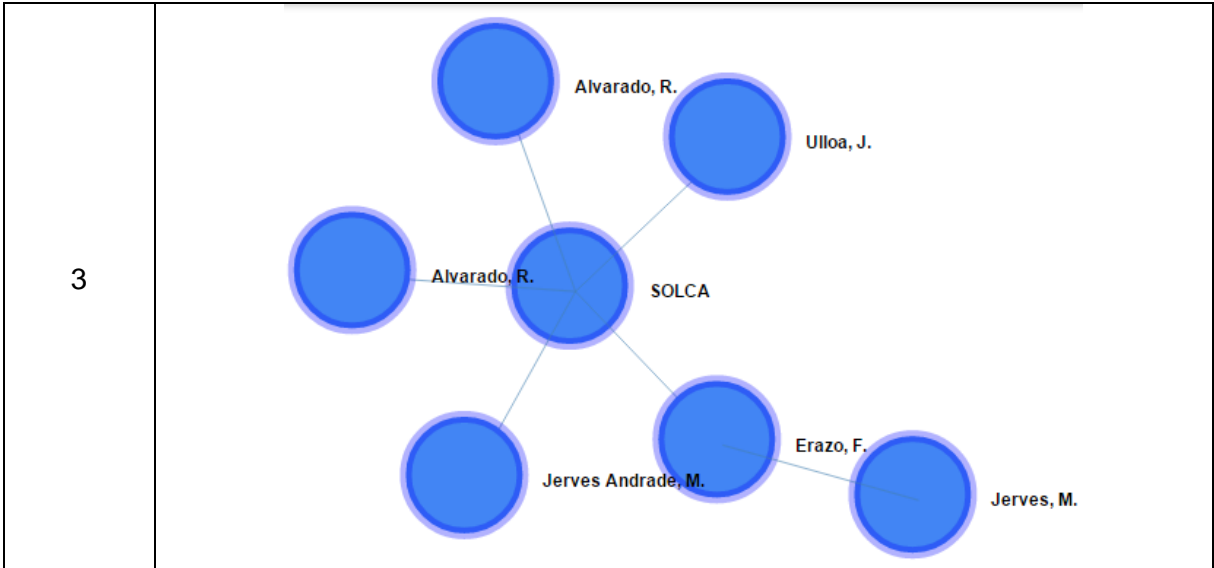 3
Alvarado, R.
Ulloa, J.
Alvarado, R.
SOLCA
Erazo, F.
Jerves Andrade, M.
Jerves, M.